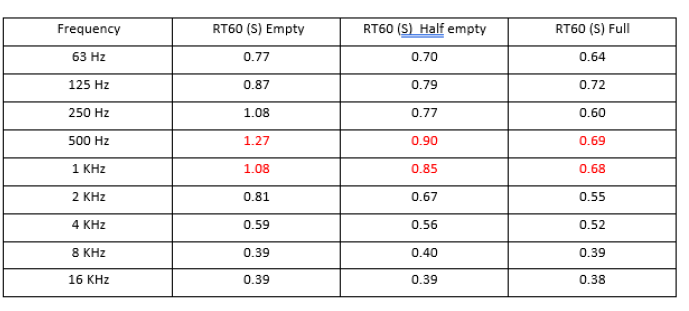 Frequency RT60 (S) Empty RT60 (S) Half empty RT60 (S) Full
63 Hz 0.77 0.70 0.64
125 Hz 0.87 0.79 0.72
250 Hz 1.08 0.77 0.60
500 Hz 1.27 0.90 0.69
1 KHz 1.08 0.85 0.68
2 KHz 0.81 0.67 0.55
4 KHz 0.59 0.56 0.52
8 KHz 0.39 0.40 0.39
16 KHz 0.39 0.39 0.38